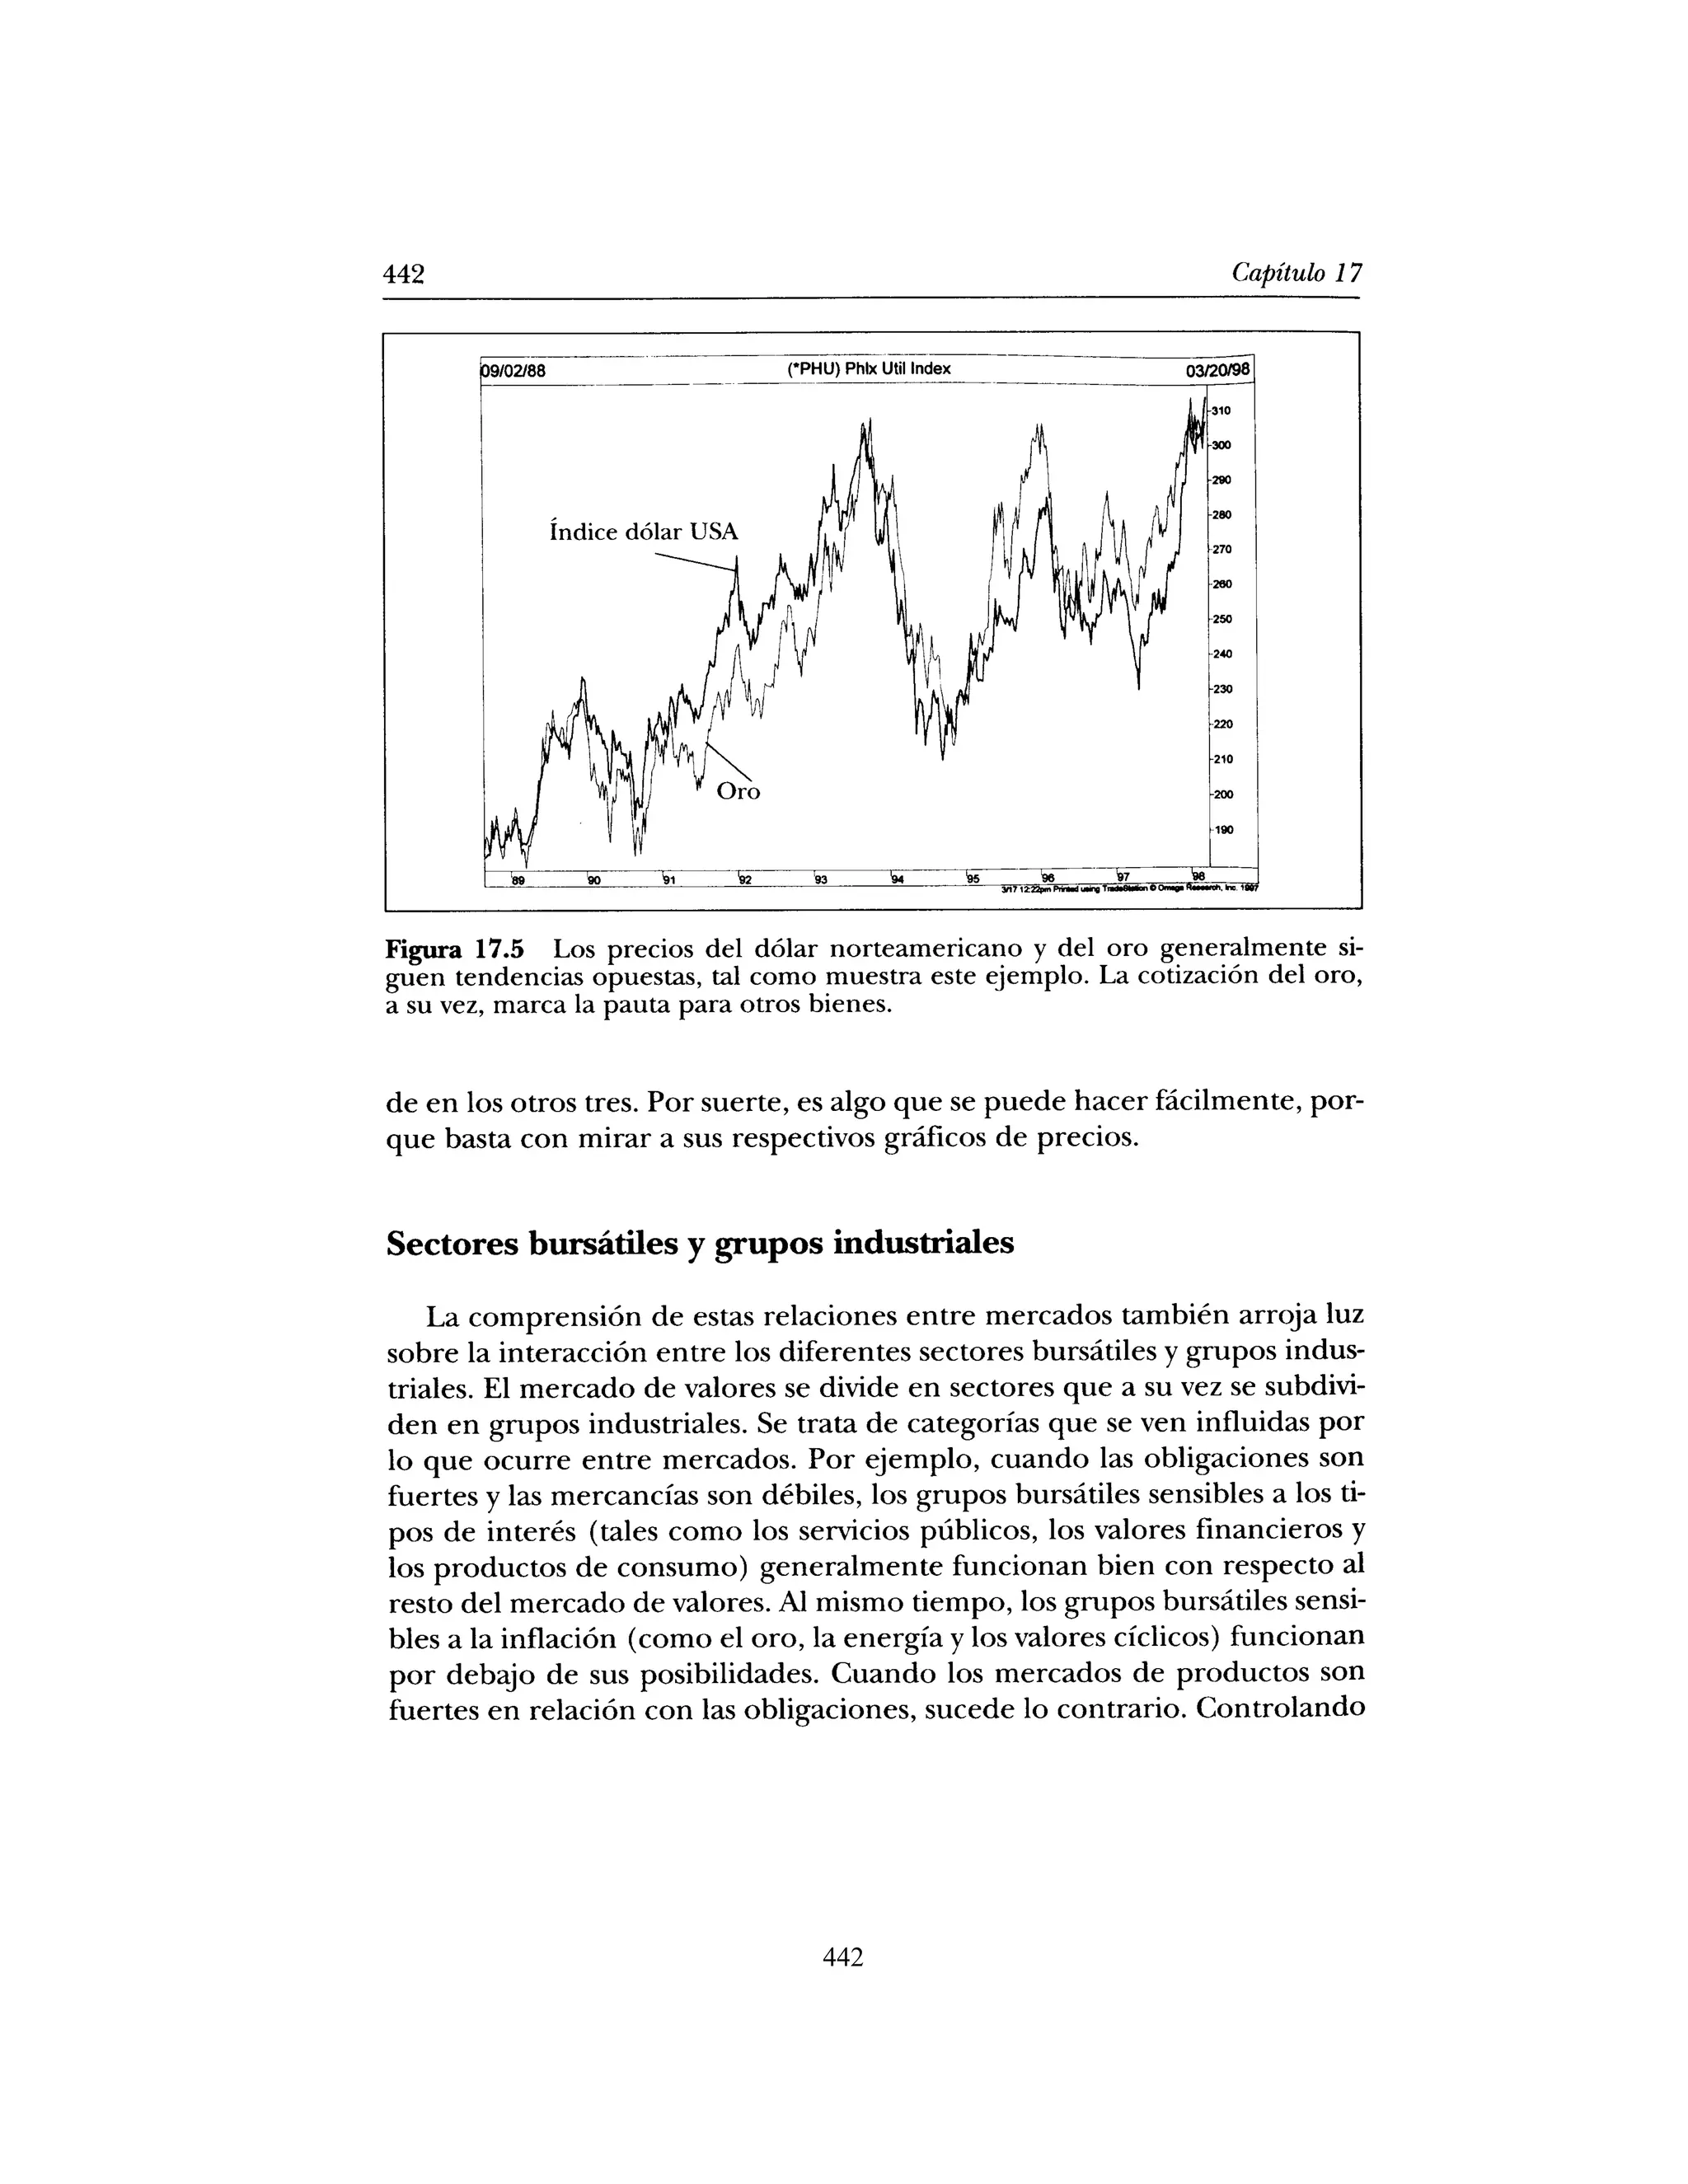 442
Capítulo 17
09/02/88
(*PHU) Phlx Util Index
03/20/98
310
300
290
280
270
260
250
240
230
220
210
200
190
Índice dólar USA
Oro
'89 '90 '91 '92 '93 '94 '95 '96 '97 '98
3/17 12:22pm Printed using TradeStation © Omega Research, Inc. 1997
Figura 17.5 Los precios del dólar norteamericano y del oro generalmente si-
guen tendencias opuestas, tal como muestra este ejemplo. La cotización del oro,
a su vez, marca la pauta para otros bienes.
de en los otros tres. Por suerte, es algo que se puede hacer fácilmente, por-
que basta con mirar a sus respectivos gráficos de precios.
Sectores bursátiles y grupos industriales
La comprensión de estas relaciones entre mercados también arroja luz
sobre la interacción entre los diferentes sectores bursátiles y grupos indus-
triales. El mercado de valores se divide en sectores que a su vez se subdivi-
den en grupos industriales. Se trata de categorías que se ven influidas por
lo que ocurre entre mercados. Por ejemplo, cuando las obligaciones son
fuertes y las mercancías son débiles, los grupos bursátiles sensibles a los ti-
pos de interés (tales como los servicios públicos, los valores financieros y
los productos de consumo) generalmente funcionan bien con respecto al
resto del mercado de valores. Al mismo tiempo, los grupos bursátiles sensi-
bles a la inflación (como el oro, la energía y los valores cíclicos) funcionan
por debajo de sus posibilidades. Cuando los mercados de productos son
fuertes en relación con las obligaciones, sucede lo contrario. Controlando
442